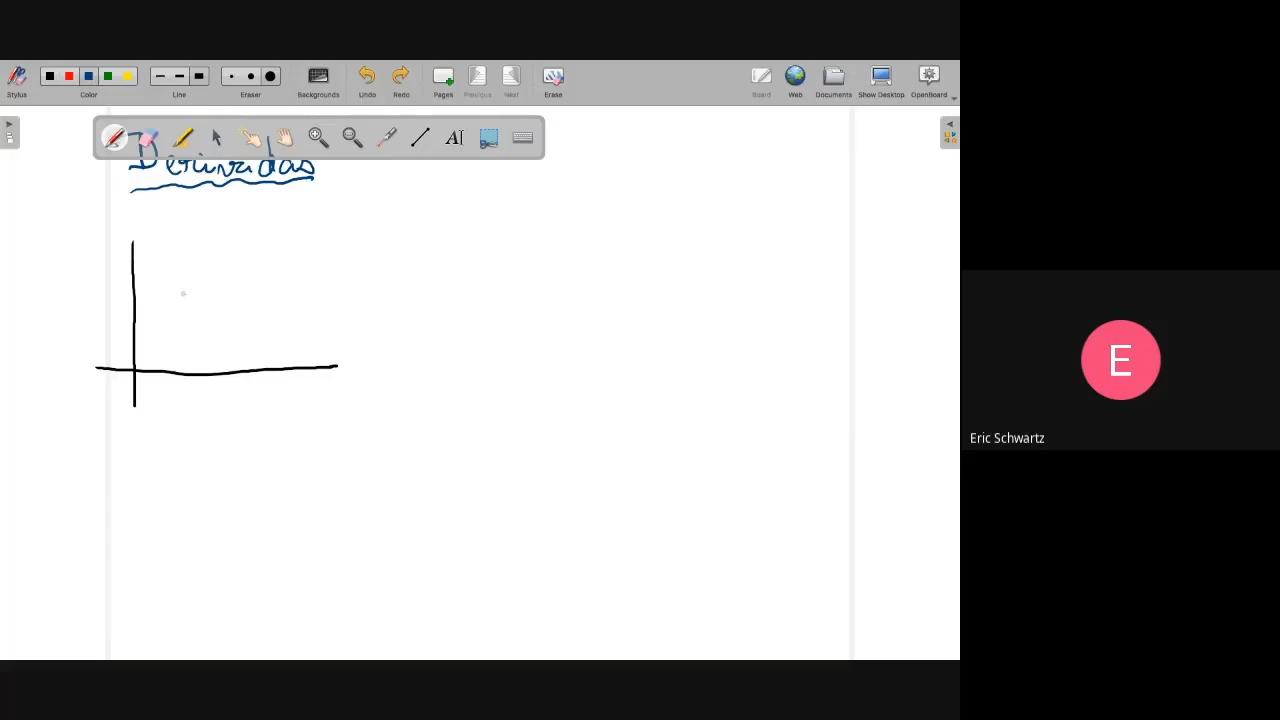 Stylus Color Line Eraser Backgrounds Undo Redo Pages Previous Next Erase Board Web Documents Show Desktop OpenBoard
Derivadas
E
Eric Schwartz